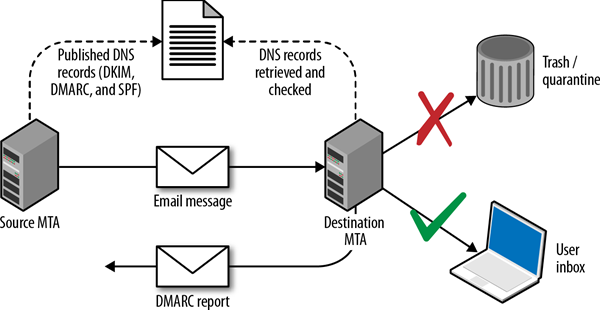 Published DNS
records (DKIM,
DMARC, and SPF)
DNS records
retrieved and
checked
Trash /
quarantine
Source MTA
Email message
Destination
MTA
User
inbox
DMARC report